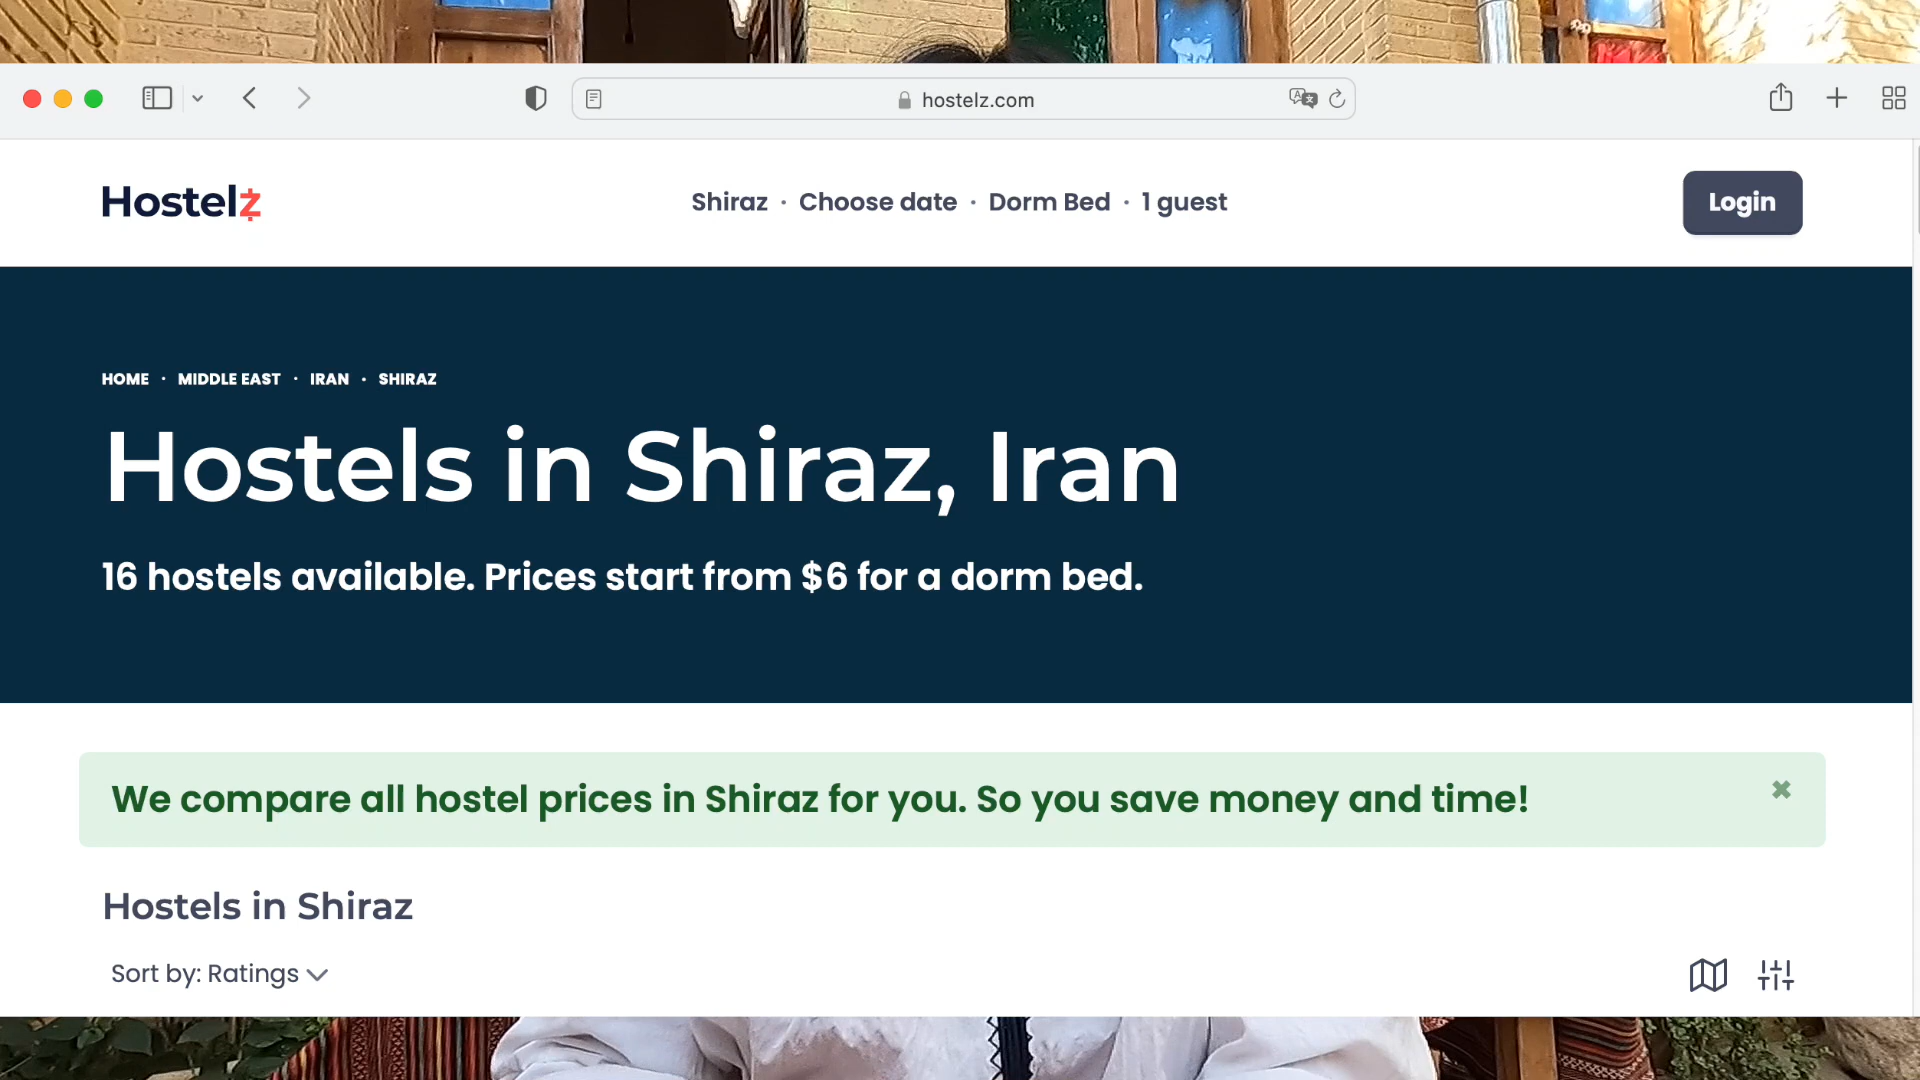 hostelz.com
Hostelz
Shiraz · Choose date · Dorm Bed · 1 guest
Login
HOME · MIDDLE EAST · IRAN · SHIRAZ
Hostels in Shiraz, Iran
16 hostels available. Prices start from $6 for a dorm bed.
We compare all hostel prices in Shiraz for you. So you save money and time!
Hostels in Shiraz
Sort by: Ratings